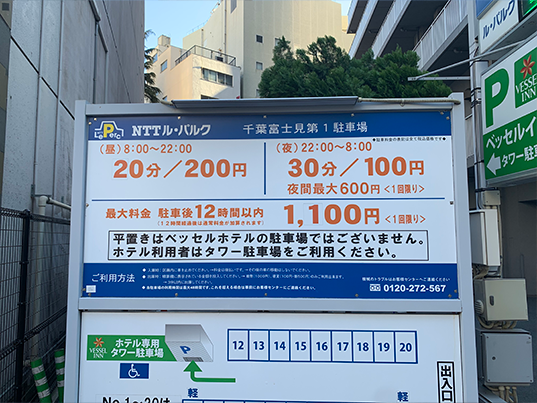 NTTル・パルク 千葉富士見第1駐車場
(昼) 8:00~22:00
20分/200円
(夜) 22:00~8:00
30分/100円
夜間最大600円<1回限り>
最大料金 駐車後12時間以内 1,100円<1回限り>
(12時間経過後は通常料金が加算されます)
平置きはベッセルホテルの駐車場ではございません。
ホテル利用者はタワー駐車場をご利用ください。
ご利用方法
0120-272-567
VESSEL INN
ホテル専用
タワー駐車場
P
12 13 14 15 16 17 18 19 20
軽
軽
出入口
No.1~20は
ル・パルク
P VESSEL INN
ベッセルイ
タワー駐車